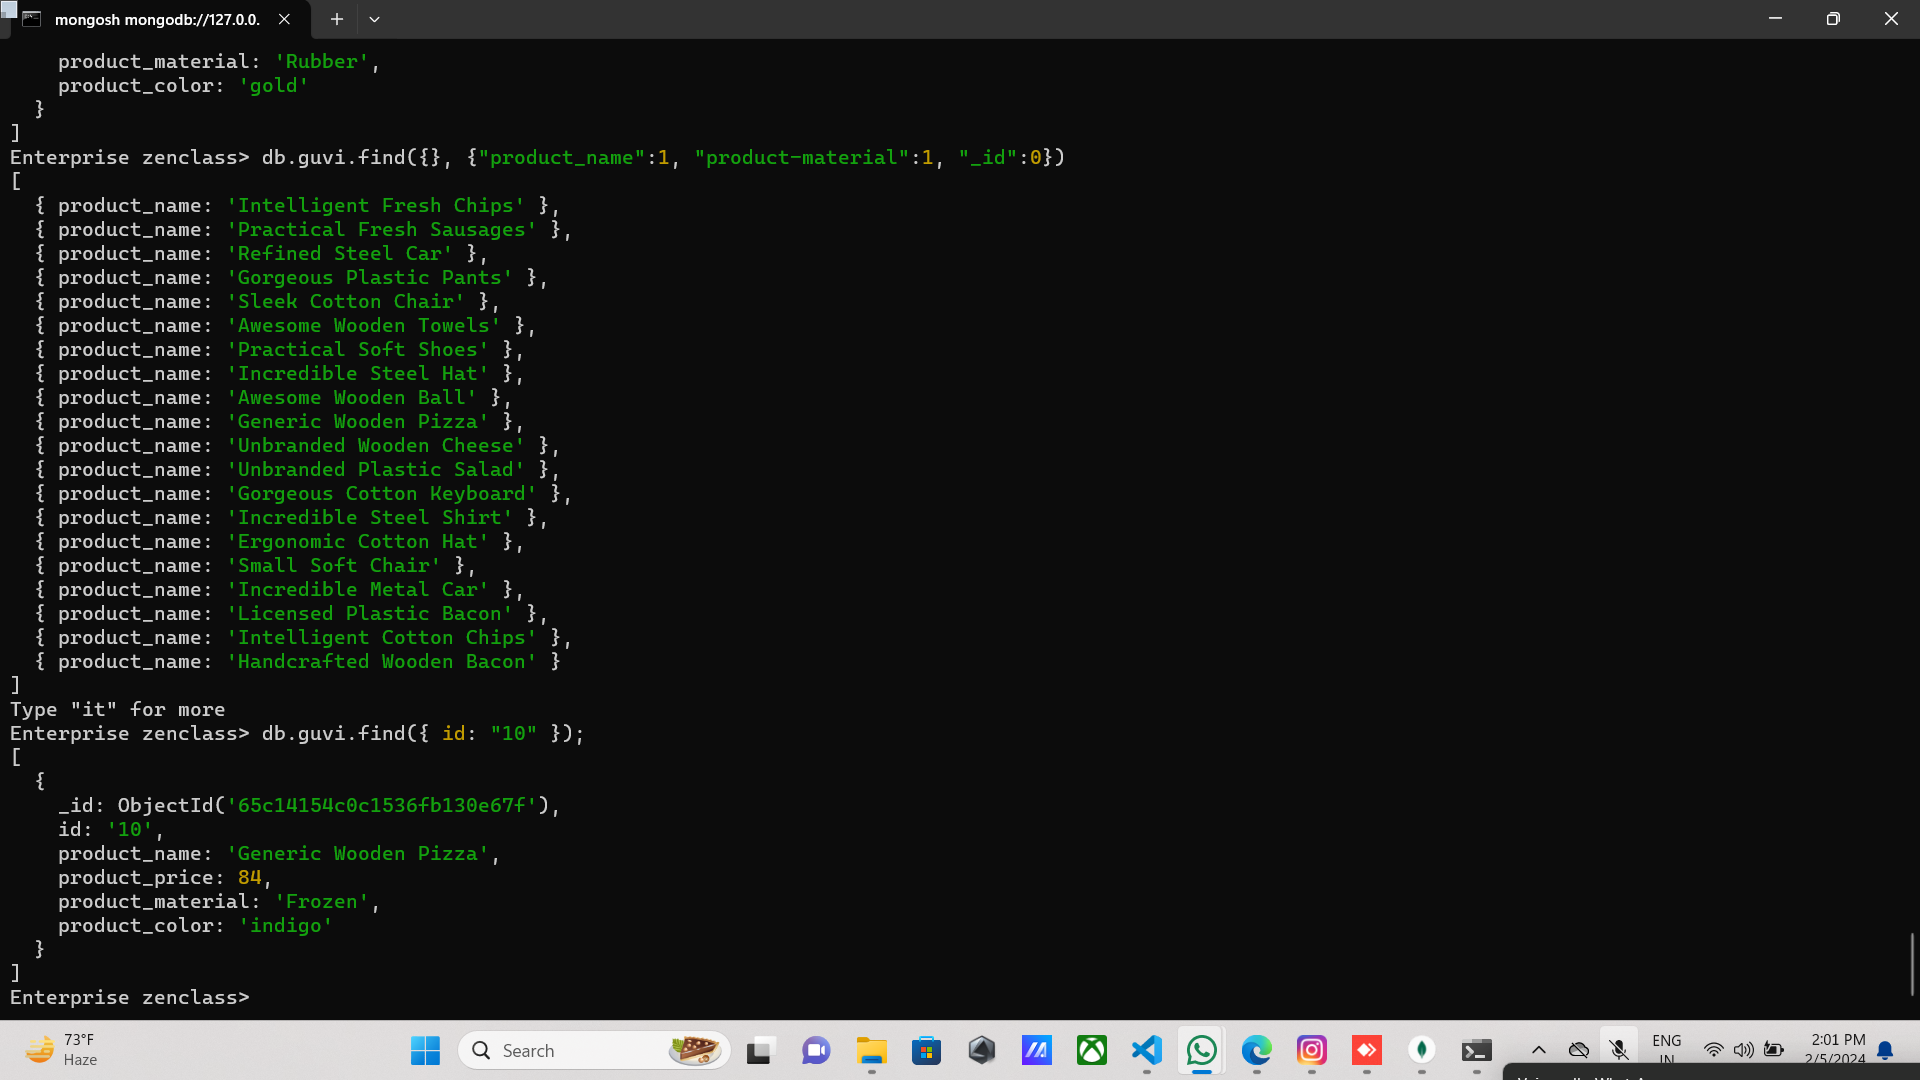 mongosh mongodb://127.0.0.
product_material: 'Rubber',
product_color: 'gold'
}
]
Enterprise zenclass> db.guvi.find({}, {"product_name":1, "product-material":1, "_id":0})
[
{ product_name: 'Intelligent Fresh Chips' },
{ product_name: 'Practical Fresh Sausages' },
{ product_name: 'Refined Steel Car' },
{ product_name: 'Gorgeous Plastic Pants' },
{ product_name: 'Sleek Cotton Chair' },
{ product_name: 'Awesome Wooden Towels' },
{ product_name: 'Practical Soft Shoes' },
{ product_name: 'Incredible Steel Hat' },
{ product_name: 'Awesome Wooden Ball' },
{ product_name: 'Generic Wooden Pizza' },
{ product_name: 'Unbranded Wooden Cheese' },
{ product_name: 'Unbranded Plastic Salad' },
{ product_name: 'Gorgeous Cotton Keyboard' },
{ product_name: 'Incredible Steel Shirt' },
{ product_name: 'Ergonomic Cotton Hat' },
{ product_name: 'Small Soft Chair' },
{ product_name: 'Incredible Metal Car' },
{ product_name: 'Licensed Plastic Bacon' },
{ product_name: 'Intelligent Cotton Chips' },
{ product_name: 'Handcrafted Wooden Bacon' }
]
Type "it" for more
Enterprise zenclass> db.guvi.find({ id: "10" });
[
{
_id: ObjectId('65c14154c0c1536fb130e67f'),
id: '10',
product_name: 'Generic Wooden Pizza',
product_price: 84,
product_material: 'Frozen',
product_color: 'indigo'
}
]
Enterprise zenclass>
73°F
Haze
Search
ENG
IN
2:01 PM
2/5/2024